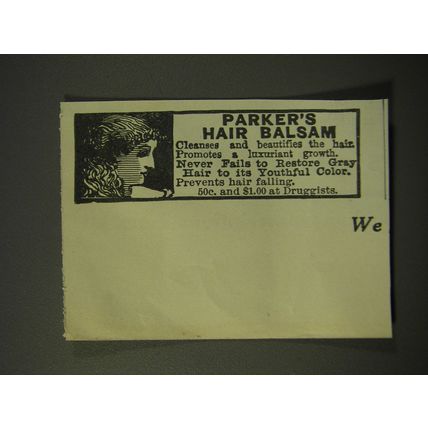 PARKER'S
HAIR BALSAM
Cleanses and beautifies the hair.
Promotes a luxuriant growth.
Never Fails to Restore Gray
Hair to its Youthful Color.
Prevents hair falling.
50c. and $1.00 at Druggists.
We